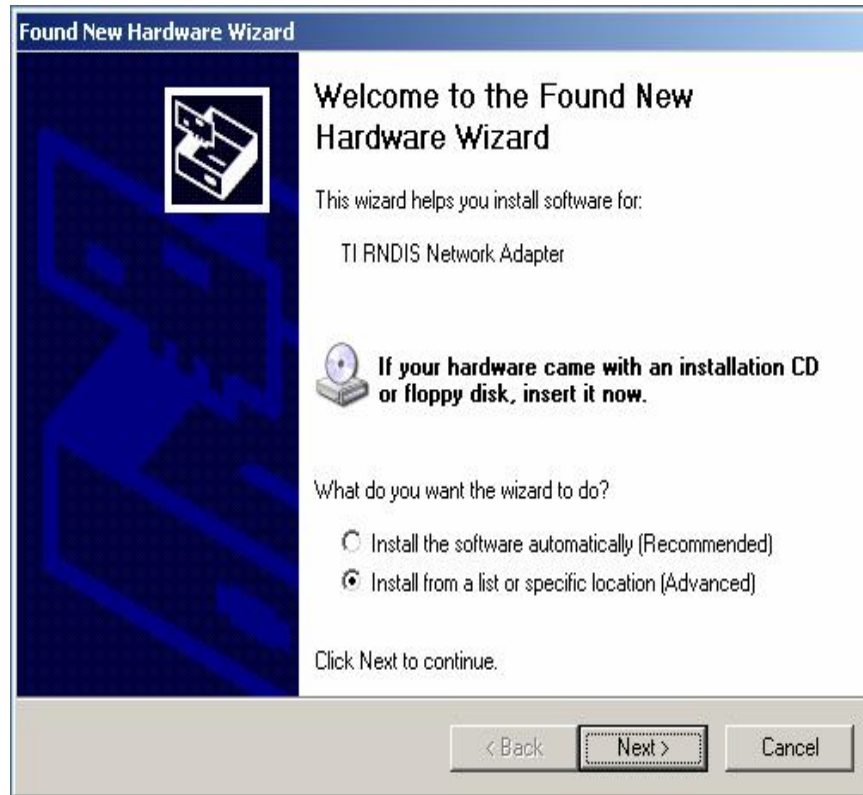 Found New Hardware Wizard
Welcome to the Found New
Hardware Wizard
This wizard helps you install software for:
TI RNDIS Network Adapter
If your hardware came with an installation CD
or floppy disk, insert it now.
What do you want the wizard to do?
Install the software automatically (Recommended)
Install from a list or specific location (Advanced)
Click Next to continue.
< Back
Next >
Cancel